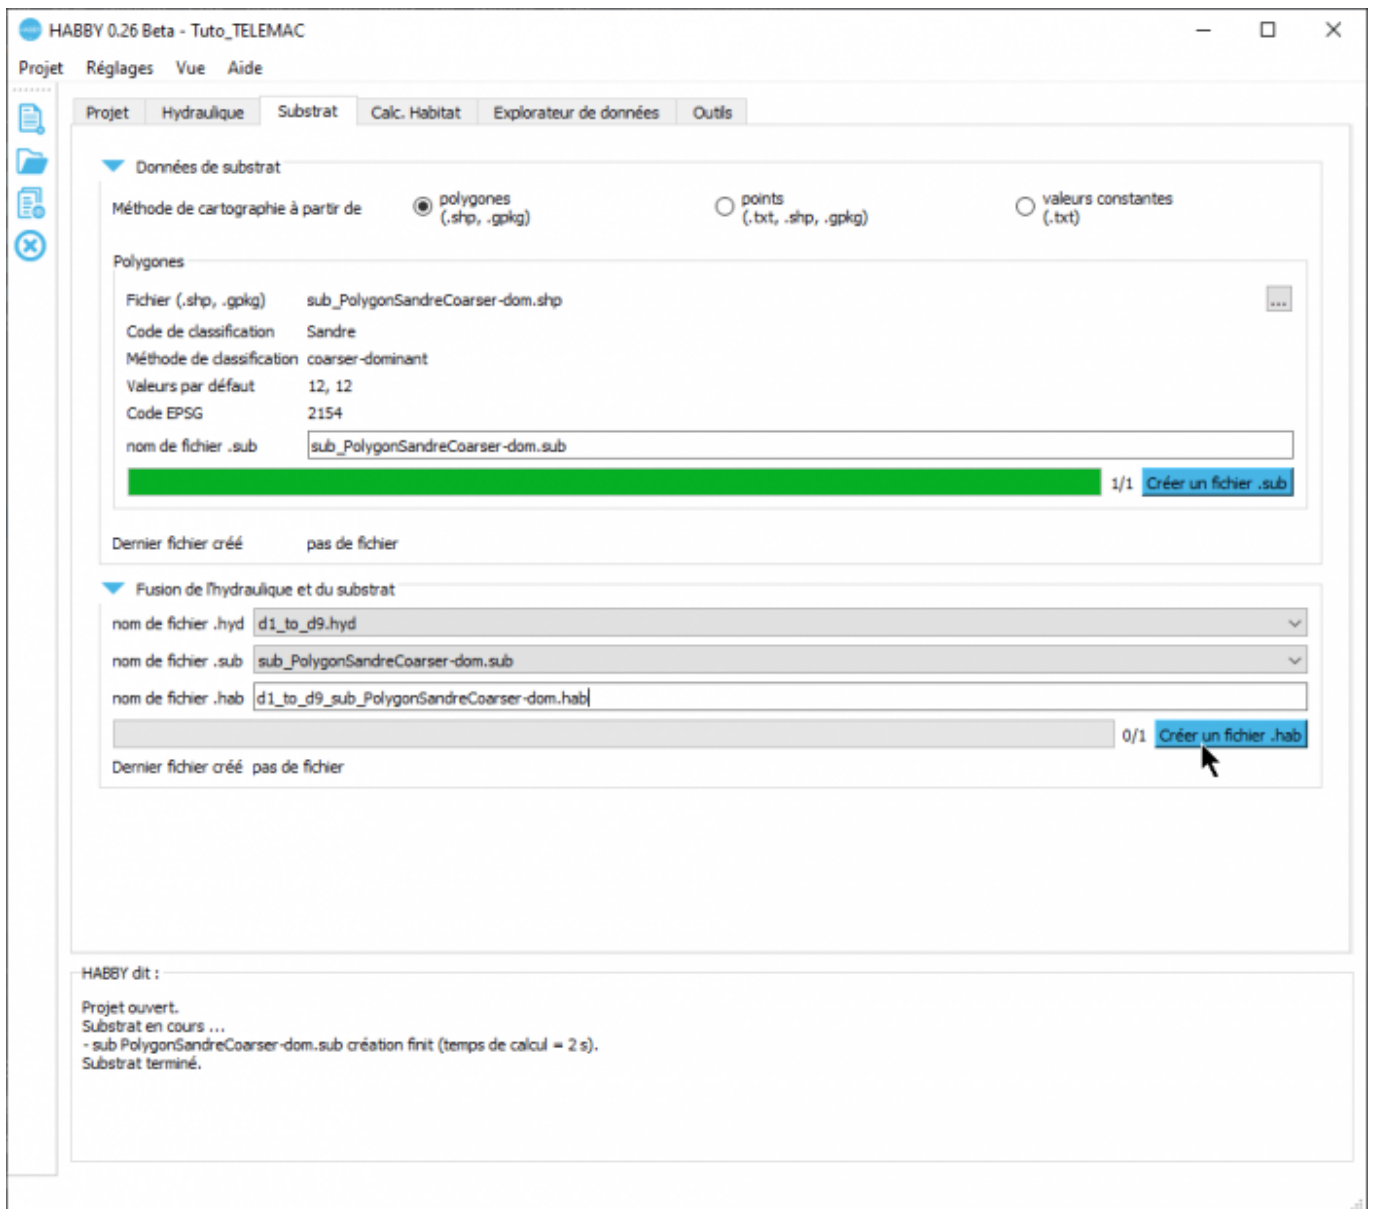 HABBY 0.26 Beta - Tuto_TELEMAC
Projet Réglages Vue Aide
Projet Hydraulique Substrat Calc. Habitat Explorateur de données Outils
Données de substrat
Méthode de cartographie à partir de
polygones
(.shp, .gpkg)
points
(.txt, .shp, .gpkg)
valeurs constantes
(.txt)
Polygones
Fichier (.shp, .gpkg) sub_PolygonSandreCoarser-dom.shp ...
Code de classification Sandre
Méthode de classification coarser-dominant
Valeurs par défaut 12, 12
Code EPSG 2154
nom de fichier .sub sub_PolygonSandreCoarser-dom.sub
1/1 Créer un fichier .sub
Dernier fichier créé pas de fichier
Fusion de l'hydraulique et du substrat
nom de fichier .hyd d1_to_d9.hyd
nom de fichier .sub sub_PolygonSandreCoarser-dom.sub
nom de fichier .hab d1_to_d9_sub_PolygonSandreCoarser-dom.hab
0/1 Créer un fichier .hab
Dernier fichier créé pas de fichier
HABBY dit :
Projet ouvert.
Substrat en cours ...
- sub PolygonSandreCoarser-dom.sub création finit (temps de calcul = 2 s).
Substrat terminé.